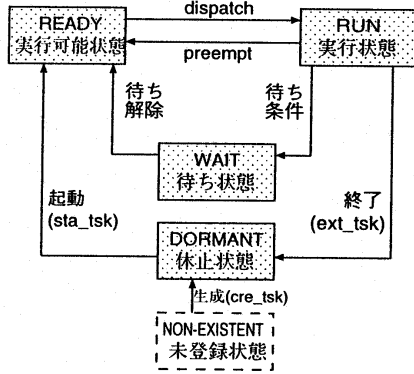 dispatch
READY
実行可能状態
RUN
実行状態
preempt
待ち
解除
待ち
条件
WAIT
待ち状態
起動
(sta_tsk)
終了
(ext_tsk)
DORMANT
休止状態
生成(cre_tsk)
NON-EXISTENT
未登録状態